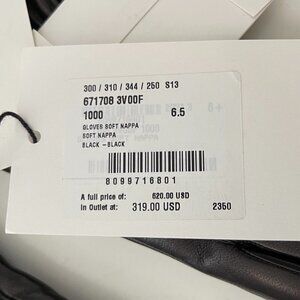 300 / 310 / 344 / 250 S13
671708 3V00F
1000 6.5
GLOVES SOFT NAPPA
SOFT NAPPA
BLACK -BLACK
8099716801
A full price of: 620.00 USD
In Outlet at: 319.00 USD 2350